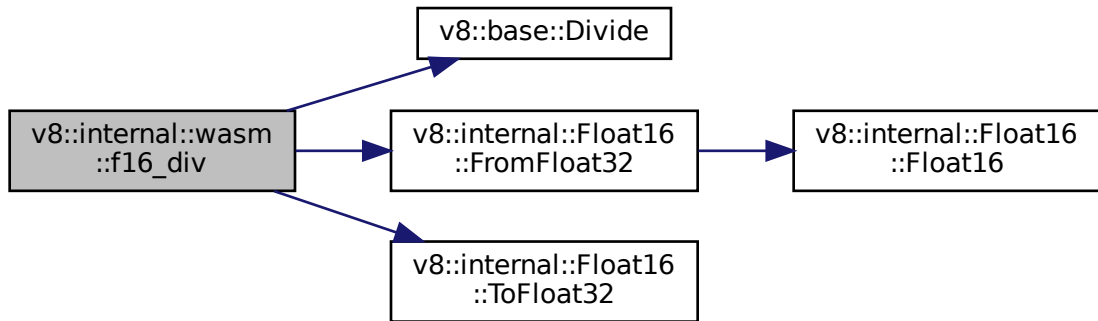 v8::base::Divide
v8::internal::wasm
::f16_div
v8::internal::Float16
::FromFloat32
v8::internal::Float16
::Float16
v8::internal::Float16
::ToFloat32